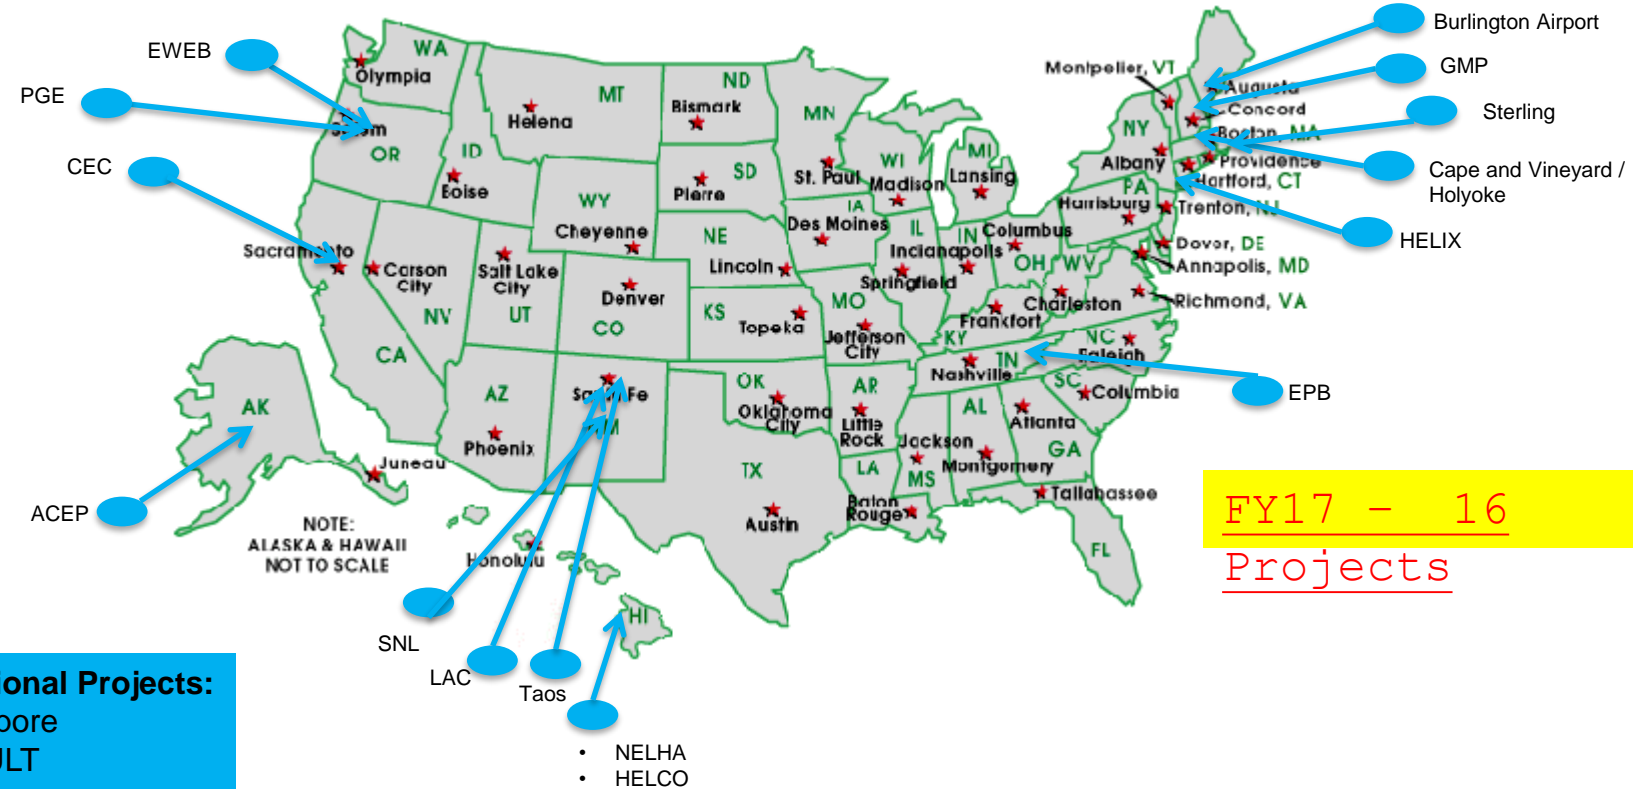 Burlington Airport
EWEB
GMP
PGE
Sterling
CEC
Cape and Vineyard /
Holyoke
HELIX
EPB
ACEP
SNL
LAC
Taos
NELHA
HELCO
FY17 – 16
Projects
ional Projects:
pore
ULT
WA
Olympia
MT
Helena
ND
Bismark
MN
St. Paul
WI
Madison
MI
Lansing
Montpelier, VT
Augusta
Concord
Boston, MA
Providence
Hartford, CT
NY
Albany
PA
Harrisburg
Trenton, NJ
Dover, DE
Annapolis, MD
Richmond, VA
OR
ID
Boise
WY
Cheyenne
SD
Pierre
IA
Des Moines
NE
Lincoln
IL
Springfield
IN
Indianapolis
Columbus
OH
WV
Charleston
Sacramento
Carson
City
NV
CA
Salt Lake
City
UT
Denver
CO
KS
Topeka
MO
Jefferson
City
KY
Frankfort
NC
Raleigh
TN
Nashville
SC
Columbia
AZ
Phoenix
Santa Fe
OK
Oklahoma
City
AR
Little
Rock
MS
Jackson
AL
Montgomery
GA
Atlanta
TX
Austin
LA
Baton
Rouge
Tallahassee
FL
AK
Juneau
NOTE:
ALASKA & HAWAII
NOT TO SCALE
Honolulu
HI